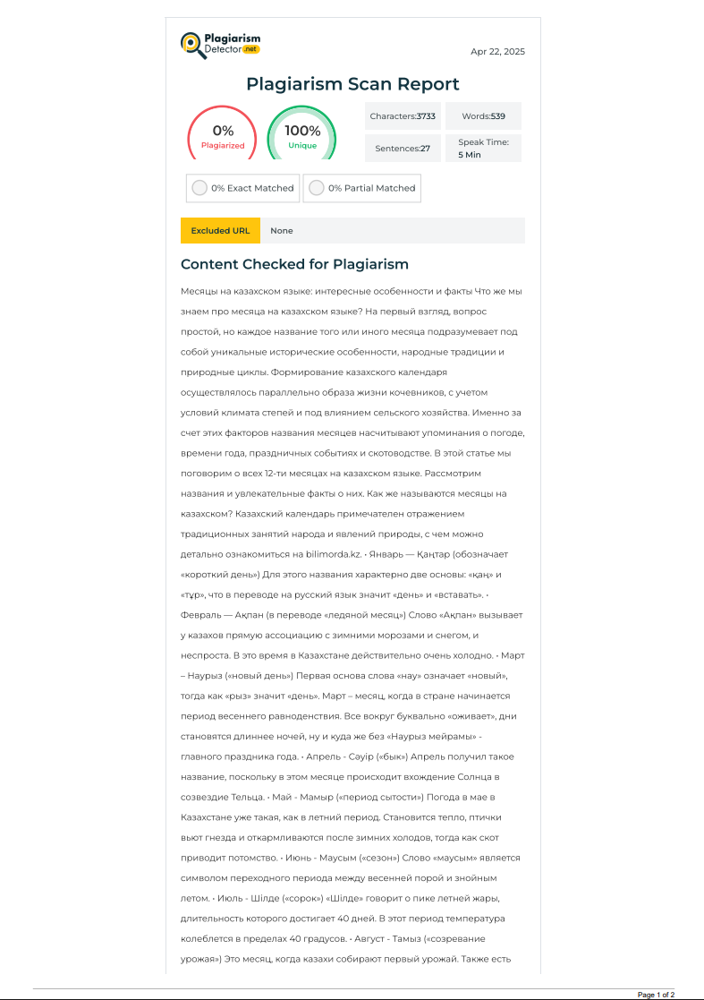 Plagiarism
Detector.net
Apr 22, 2025
Plagiarism Scan Report
0%
Plagiarized
100%
Unique
Characters:3733
Words:539
Sentences:27
Speak Time:
5 Min
0% Exact Matched
0% Partial Matched
Excluded URL
None
Content Checked for Plagiarism
Месяцы на казахском языке: интересные особенности и факты Что же мы
знаем про месяца на казахском языке? На первый взгляд, вопрос
простой, но каждое название того или иного месяца подразумевает под
собой уникальные исторические особенности, народные традиции и
природные циклы. Формирование казахского календаря
осуществлялось параллельно образа жизни кочевников, с учетом
условий климата степей и под влиянием сельского хозяйства. Именно за
счет этих факторов названия месяцев насчитывают упоминания о погоде,
времени года, праздничных событиях и скотоводстве. В этой статье мы
поговорим о всех 12-ти месяцах на казахском языке. Рассмотрим
названия и увлекательные факты о них. Как же называются месяцы на
казахском? Казахский календарь примечателен отражением
традиционных занятий народа и явлений природы, с чем можно
детально ознакомиться на bilimorda.kz. • Январь — Қаңтар (обозначает
«короткий день») Для этого названия характерно две основы: «қаң» и
«тұр», что в переводе на русский язык значит «день» и «вставать». •
Февраль — Ақпан (в переводе «ледяной месяц») Слово «Ақпан» вызывает
у казахов прямую ассоциацию с зимними морозами и снегом, и
неспроста. В это время в Казахстане действительно очень холодно. • Март
– Наурыз («новый день») Первая основа слова «нау» означает «новый»,
тогда как «рыз» значит «день». Март – месяц, когда в стране начинается
период весеннего равноденствия. Все вокруг буквально «оживает», дни
становятся длиннее ночей, ну и куда же без «Наурыз мейрамы» -
главного праздника года. • Апрель - Сәуір («бык») Апрель получил такое
название, поскольку в этом месяце происходит вхождение Солнца в
созвездие Тельца. • Май - Мамыр («период сытости») Погода в мае в
Казахстане уже такая, как в летний период. Становится тепло, птички
вьют гнезда и откармливаются после зимних холодов, тогда как скот
приводит потомство. • Июнь - Маусым («сезон») Слово «маусым» является
символом переходного периода между весенней порой и знойным
летом. • Июль - Шілде («сорок») «Шілде» говорит о пике летней жары,
длительность которого достигает 40 дней. В этот период температура
колеблется в пределах 40 градусов. • Август - Тамыз («созревание
урожая») Это месяц, когда казахи собирают первый урожай. Также есть
Page 1 of 2